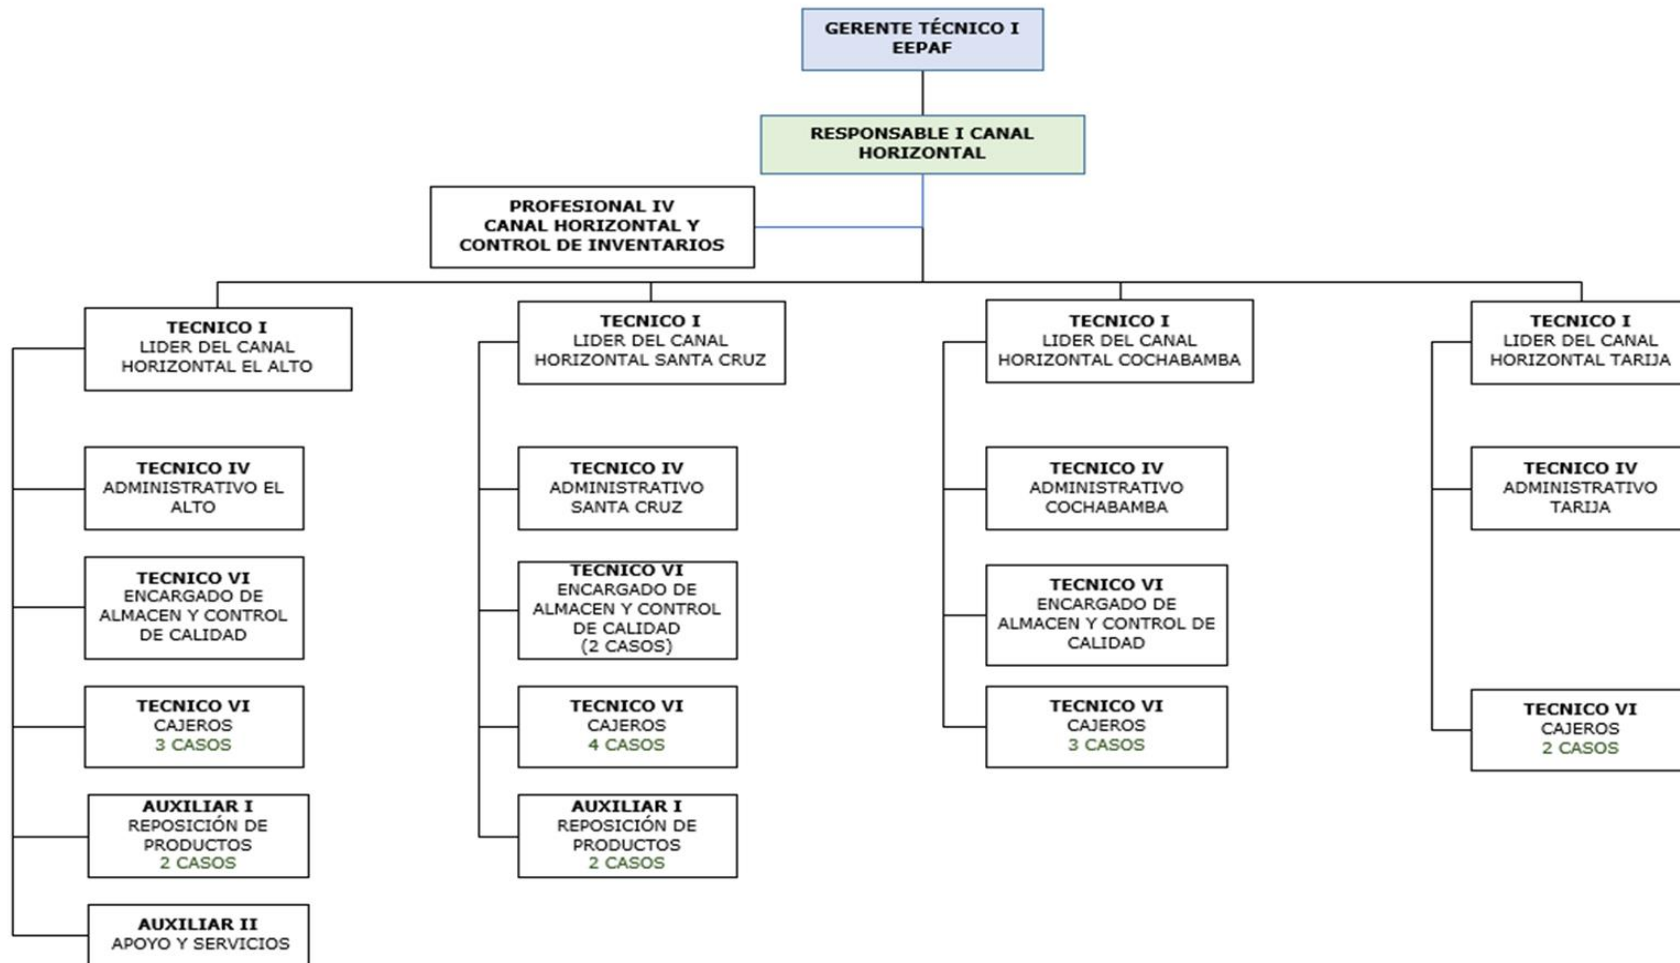 GERENTE TÉCNICO I
EEPAF
RESPONSABLE I CANAL
HORIZONTAL
PROFESIONAL IV
CANAL HORIZONTAL Y
CONTROL DE INVENTARIOS
TECNICO I
LIDER DEL CANAL
HORIZONTAL EL ALTO
TECNICO IV
ADMINISTRATIVO EL
ALTO
TECNICO VI
ENCARGADO DE
ALMACEN Y CONTROL
DE CALIDAD
TECNICO VI
CAJEROS
3 CASOS
AUXILIAR I
REPOSICIÓN DE
PRODUCTOS
2 CASOS
AUXILIAR II
APOYO Y SERVICIOS
TECNICO I
LIDER DEL CANAL
HORIZONTAL SANTA CRUZ
TECNICO IV
ADMINISTRATIVO
SANTA CRUZ
TECNICO VI
ENCARGADO DE
ALMACEN Y CONTROL
DE CALIDAD
(2 CASOS)
TECNICO VI
CAJEROS
4 CASOS
AUXILIAR I
REPOSICIÓN DE
PRODUCTOS
2 CASOS
TECNICO I
LIDER DEL CANAL
HORIZONTAL COCHABAMBA
TECNICO IV
ADMINISTRATIVO
COCHABAMBA
TECNICO VI
ENCARGADO DE
ALMACEN Y CONTROL DE
CALIDAD
TECNICO VI
CAJEROS
3 CASOS
TECNICO I
LIDER DEL CANAL
HORIZONTAL TARIJA
TECNICO IV
ADMINISTRATIVO
TARIJA
TECNICO VI
CAJEROS
2 CASOS